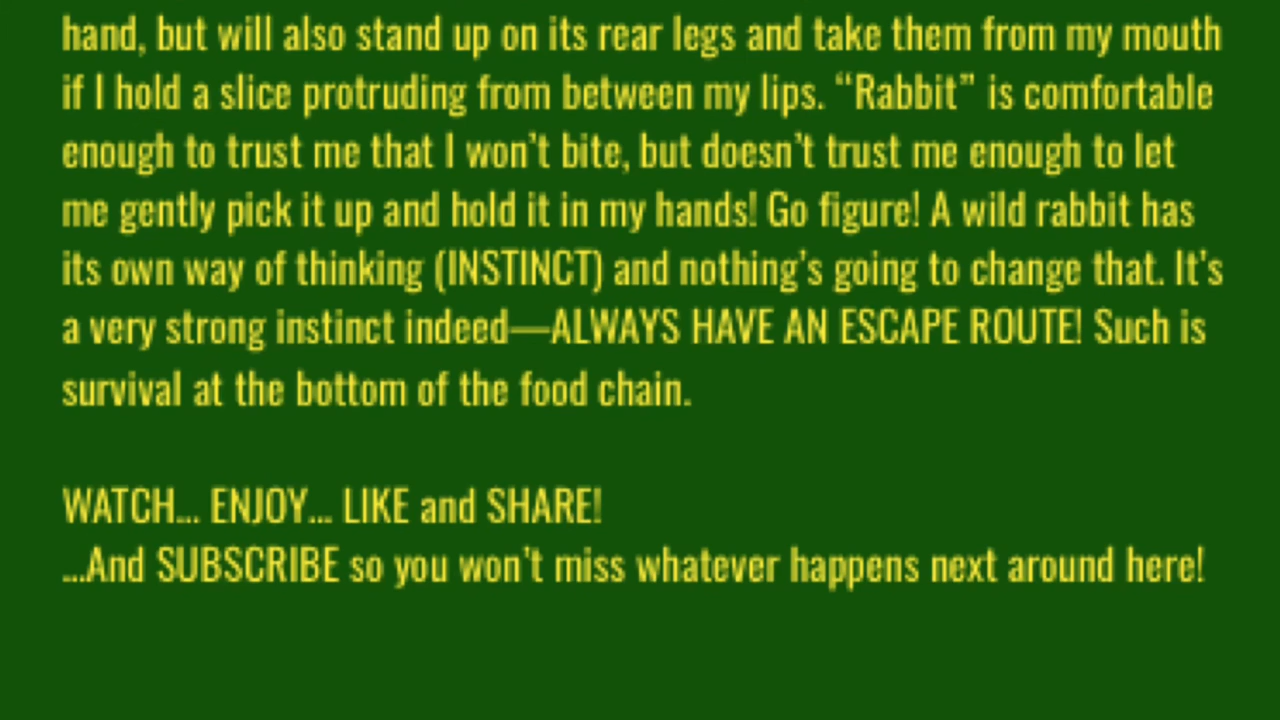 hand, but will also stand up on its rear legs and take them from my mouth
if I hold a slice protruding from between my lips. “Rabbit” is comfortable
enough to trust me that I won’t bite, but doesn’t trust me enough to let
me gently pick it up and hold it in my hands! Go figure! A wild rabbit has
its own way of thinking (INSTINCT) and nothing’s going to change that. It’s
a very strong instinct indeed—ALWAYS HAVE AN ESCAPE ROUTE! Such is
survival at the bottom of the food chain.
WATCH... ENJOY... LIKE and SHARE!
...And SUBSCRIBE so you won’t miss whatever happens next around here!